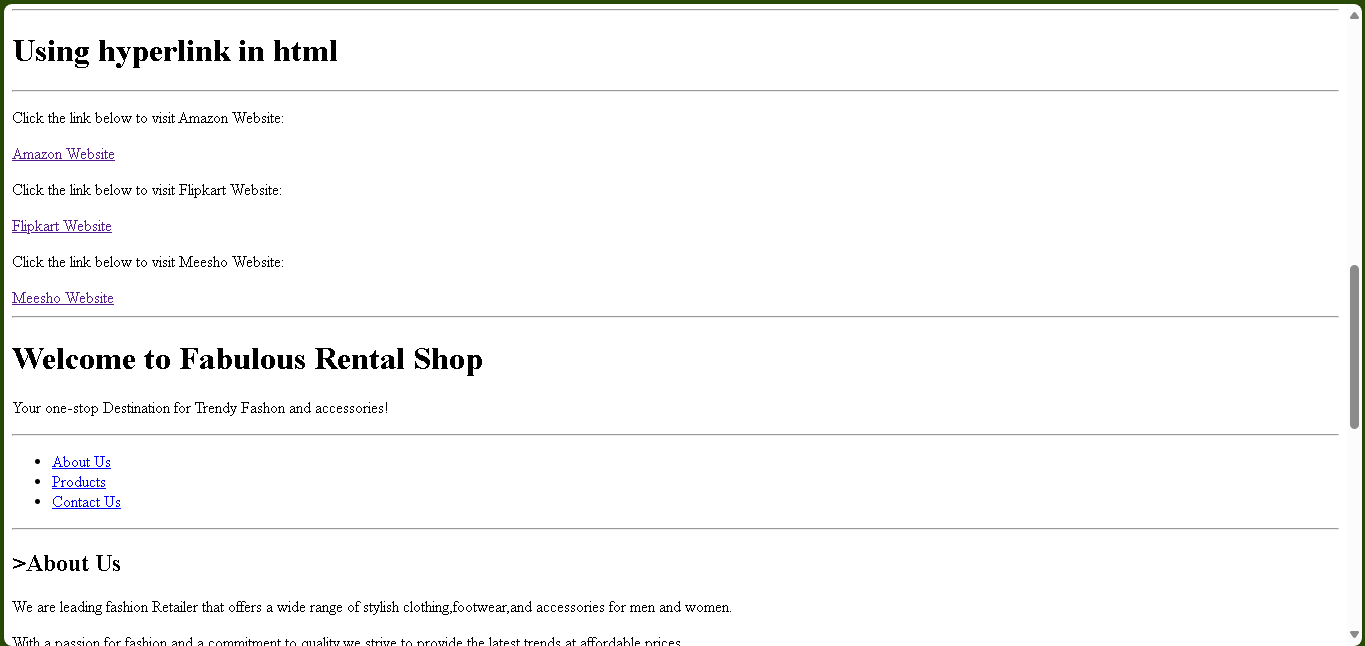 Using hyperlink in html
Click the link below to visit Amazon Website:
Amazon Website
Click the link below to visit Flipkart Website:
Flipkart Website
Click the link below to visit Meesho Website:
Meesho Website
Welcome to Fabulous Rental Shop
Your one-stop Destination for Trendy Fashon and accessories!
About Us
Products
Contact Us
>About Us
We are leading fashion Retailer that offers a wide range of stylish clothing,footwear,and accessories for men and women.
With a passion for fashion and a commitment to quality,we strive to provide the latest trends at affordable prices.